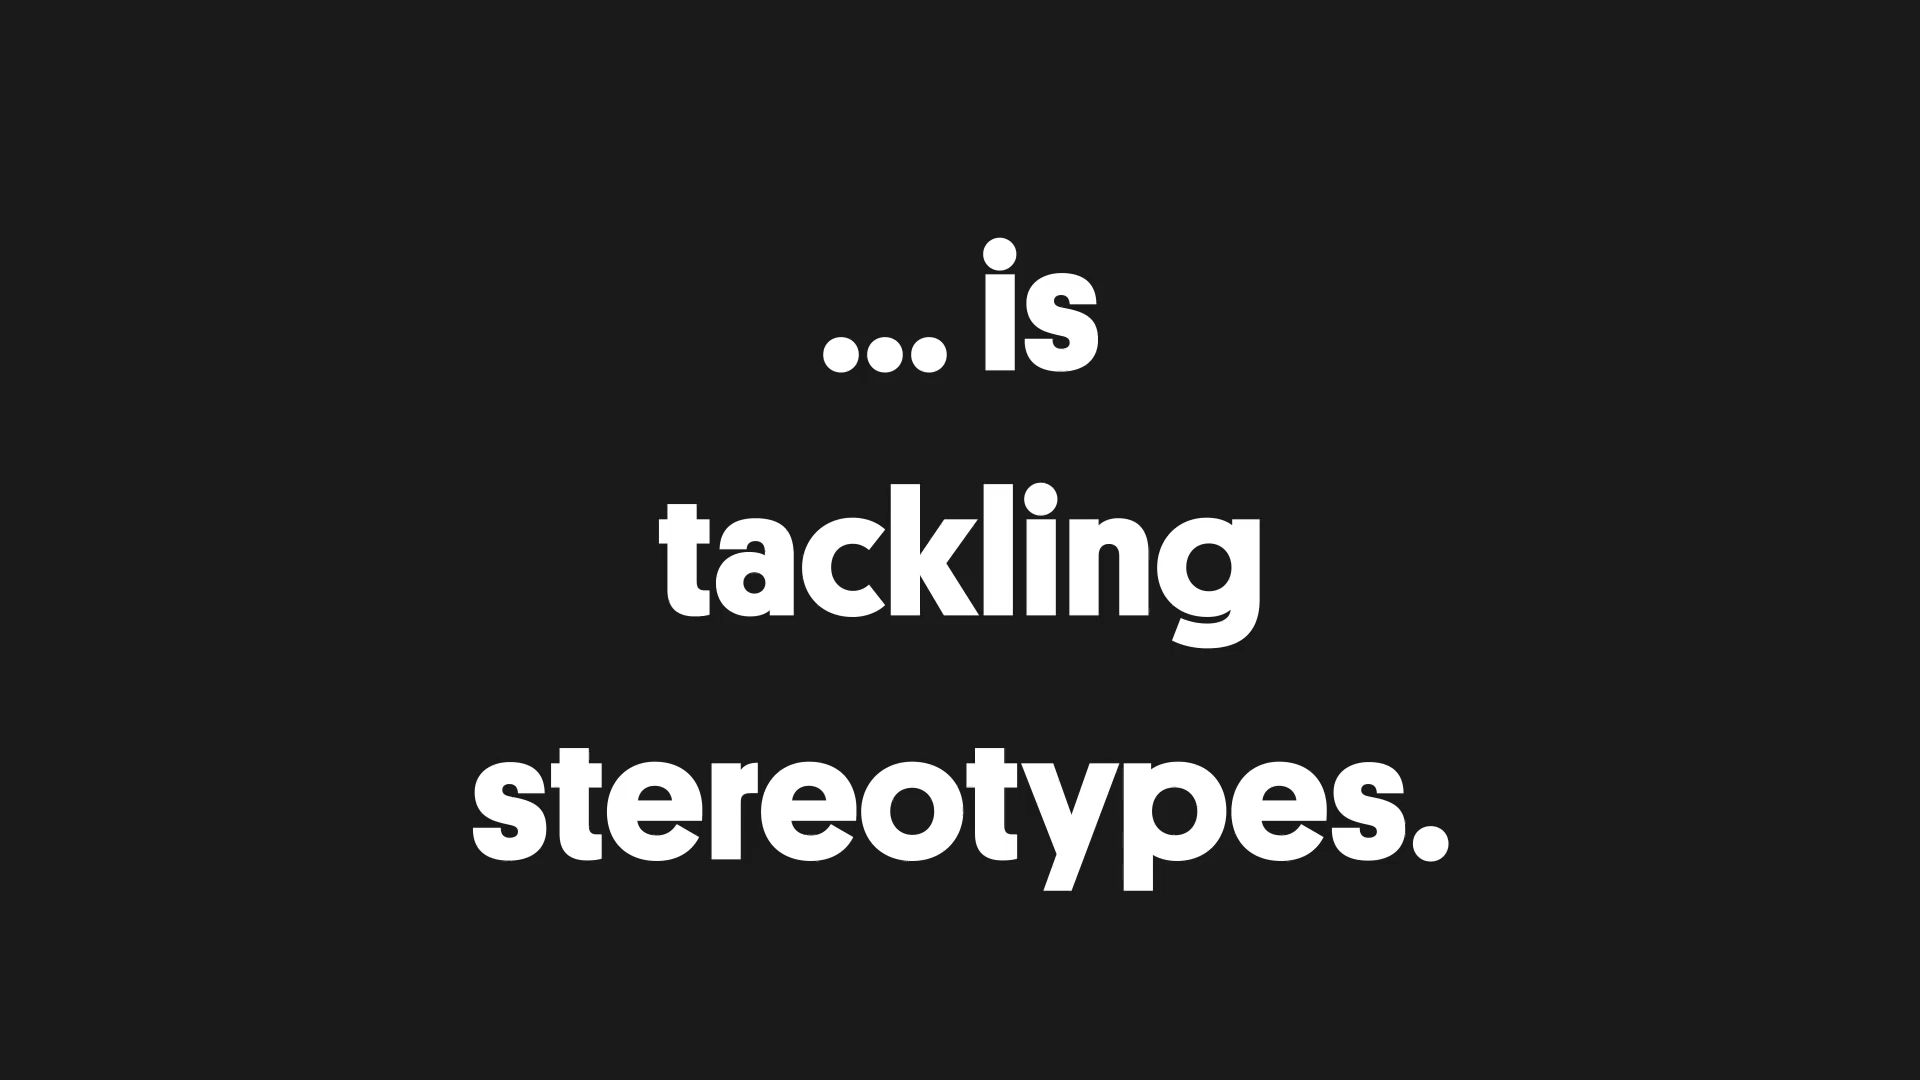 ... is
tackling
stereotypes.